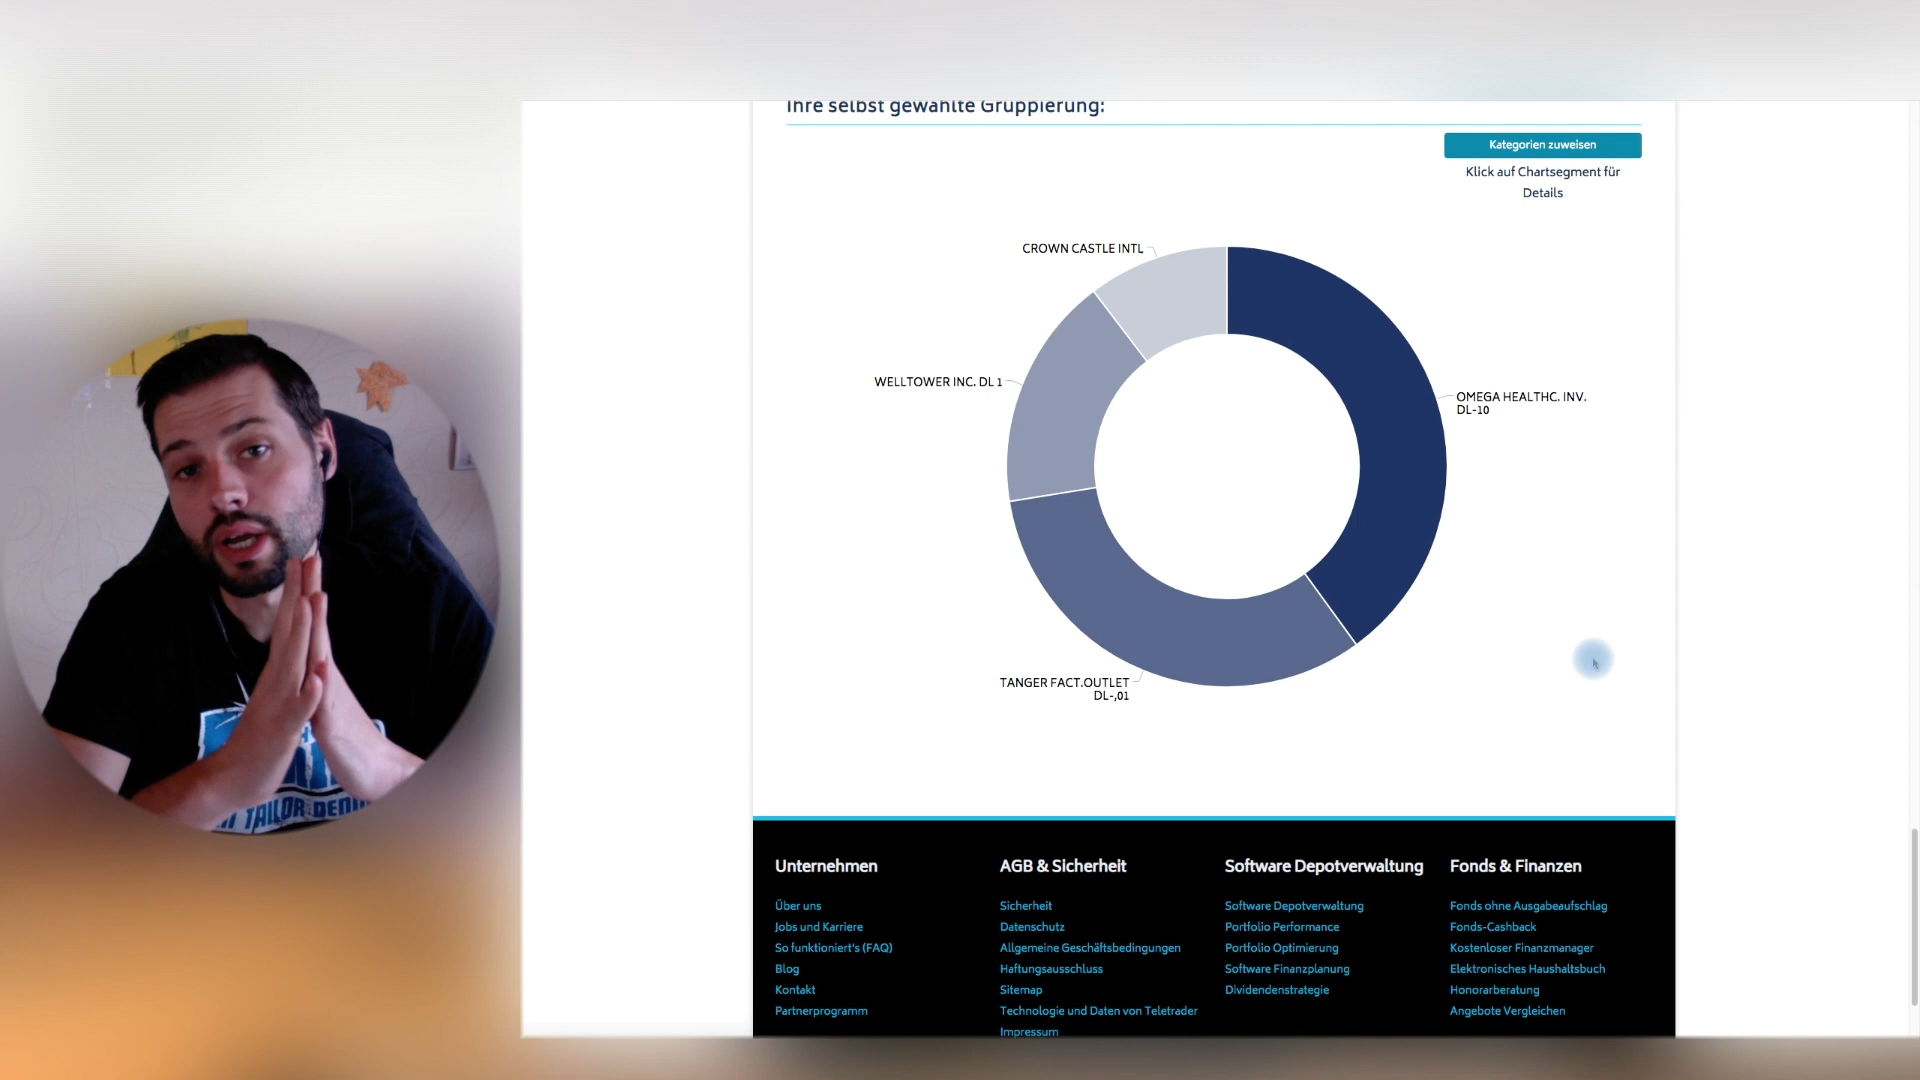 Ihre selbst gewählte Gruppierung:
Kategorien zuweisen
Klick auf Chartsegment für
Details
CROWN CASTLE INTL
WELLTOWER INC. DL 1
OMEGA HEALTHC. INV.
DL-10
TANGER FACT.OUTLET
DL-,01
TAILOR DENIM
Unternehmen
Über uns
Jobs und Karriere
So funktioniert's (FAQ)
Blog
Kontakt
Partnerprogramm
AGB & Sicherheit
Sicherheit
Datenschutz
Allgemeine Geschäftsbedingungen
Haftungsausschluss
Sitemap
Technologie und Daten von Teletrader
Impressum
Software Depotverwaltung
Software Depotverwaltung
Portfolio Performance
Portfolio Optimierung
Software Finanzplanung
Dividendenstrategie
Fonds & Finanzen
Fonds ohne Ausgabeaufschlag
Fonds-Cashback
Kostenloser Finanzmanager
Elektronisches Haushaltsbuch
Honorarberatung
Angebote Vergleichen